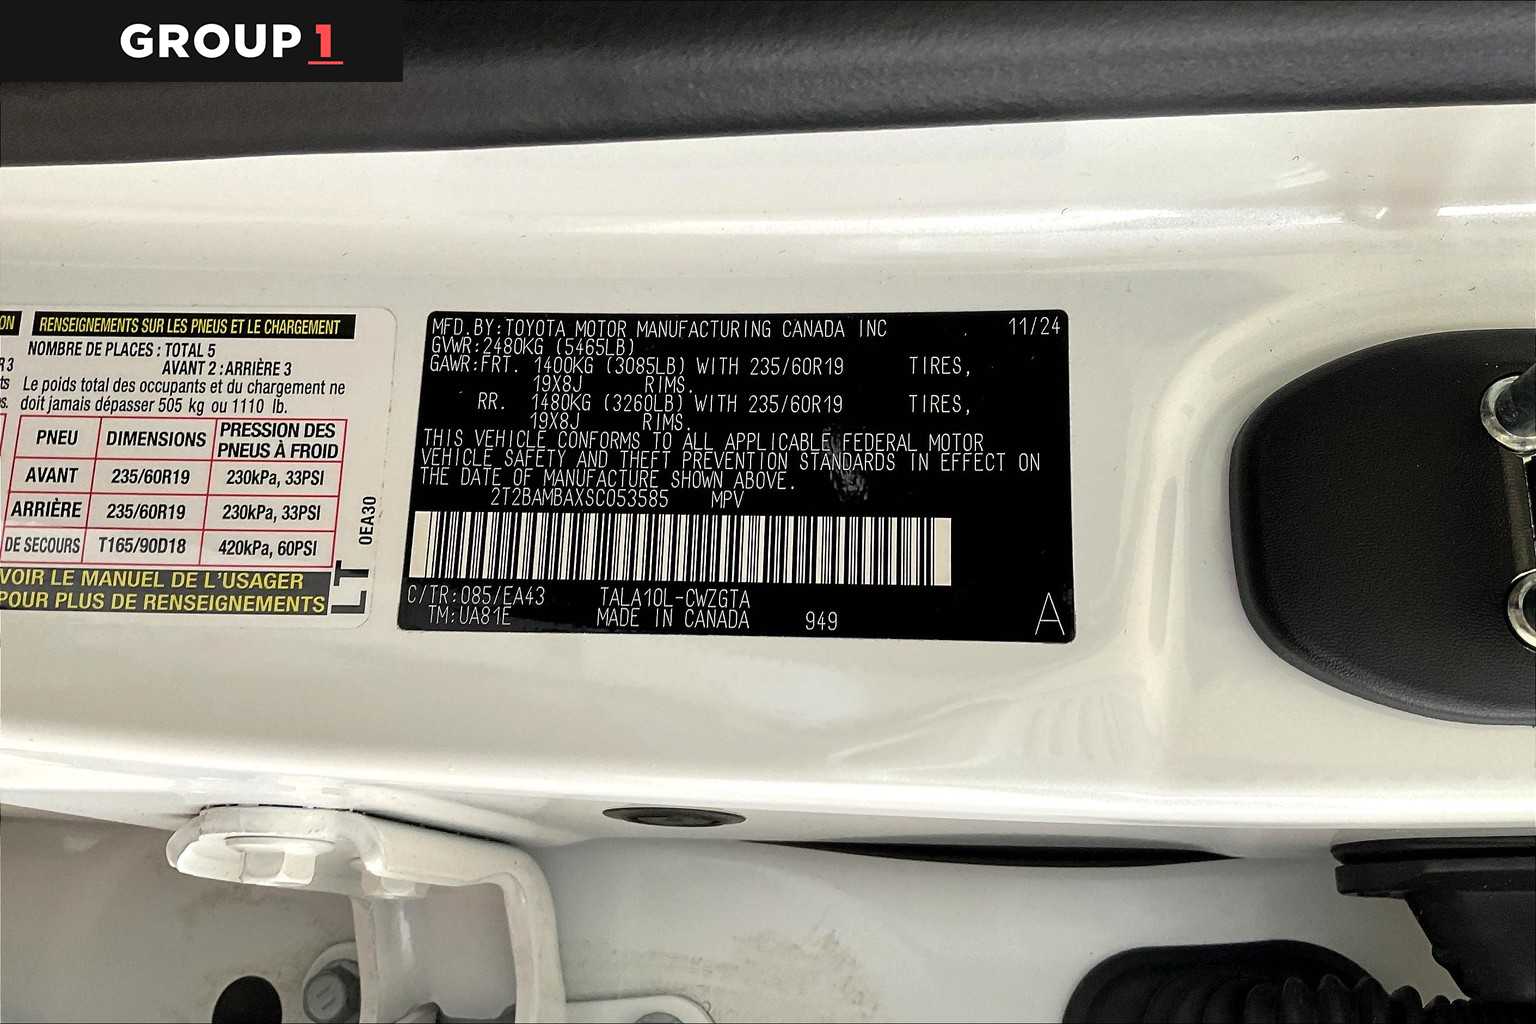 GROUP 1
ON
RENSEIGNEMENTS SUR LES PNEUS ET LE CHARGEMENT
NOMBRE DE PLACES : TOTAL 5
AVANT 2 : ARRIÈRE 3
Le poids total des occupants et du chargement ne
doit jamais dépasser 505 kg ou 1110 lb.
PNEU DIMENSIONS PRESSION DES PNEUS À FROID
AVANT 235/60R19 230kPa, 33PSI
ARRIÈRE 235/60R19 230kPa, 33PSI
DE SECOURS T165/90D18 420kPa, 60PSI
VOIR LE MANUEL DE L'USAGER
POUR PLUS DE RENSEIGNEMENTS
LT
0EA30
MFD.BY:TOYOTA MOTOR MANUFACTURING CANADA INC 11/24
GVWR:2480KG (5465LB)
GAWR:FRT. 1400KG (3085LB) WITH 235/60R19 TIRES,
19X8J RIMS.
RR. 1480KG (3260LB) WITH 235/60R19 TIRES,
19X8J RIMS.
THIS VEHICLE CONFORMS TO ALL APPLICABLE FEDERAL MOTOR
VEHICLE SAFETY AND THEFT PREVENTION STANDARDS IN EFFECT ON
THE DATE OF MANUFACTURE SHOWN ABOVE.
2T2BAMBAXSC053585 MPV
C/TR:085/EA43 TALA10L-CWZGTA
TM:UA81E MADE IN CANADA 949 A